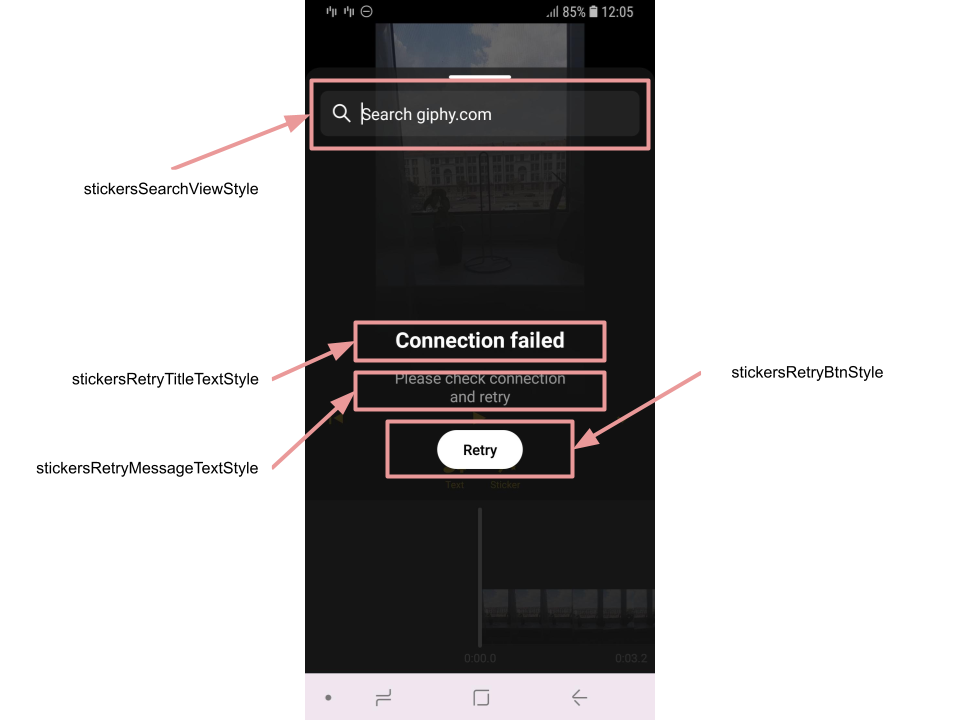 85% 12:05
Search giphy.com
stickersSearchViewStyle
Connection failed
stickersRetryTitleTextStyle
Please check connection
and retry
stickersRetryBtnStyle
Retry
stickersRetryMessageTextStyle
Text Sticker
0:00.0 0:03.2